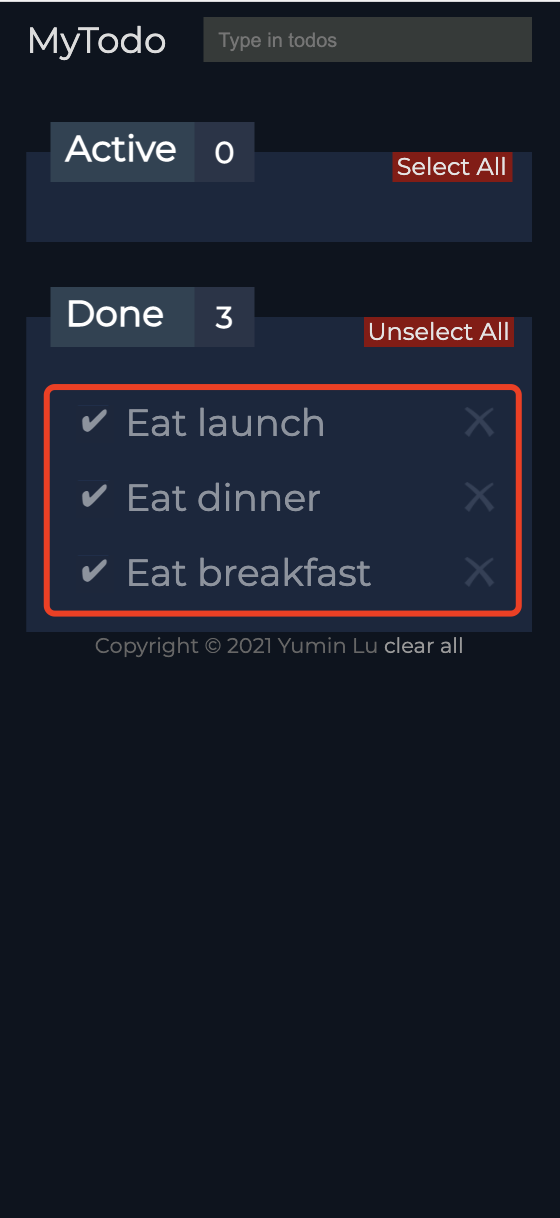 MyTodo Type in todos
Active 0 Select All
Done 3 Unselect All
✔ Eat launch
✔ Eat dinner
✔ Eat breakfast
Copyright © 2021 Yumin Lu clear all